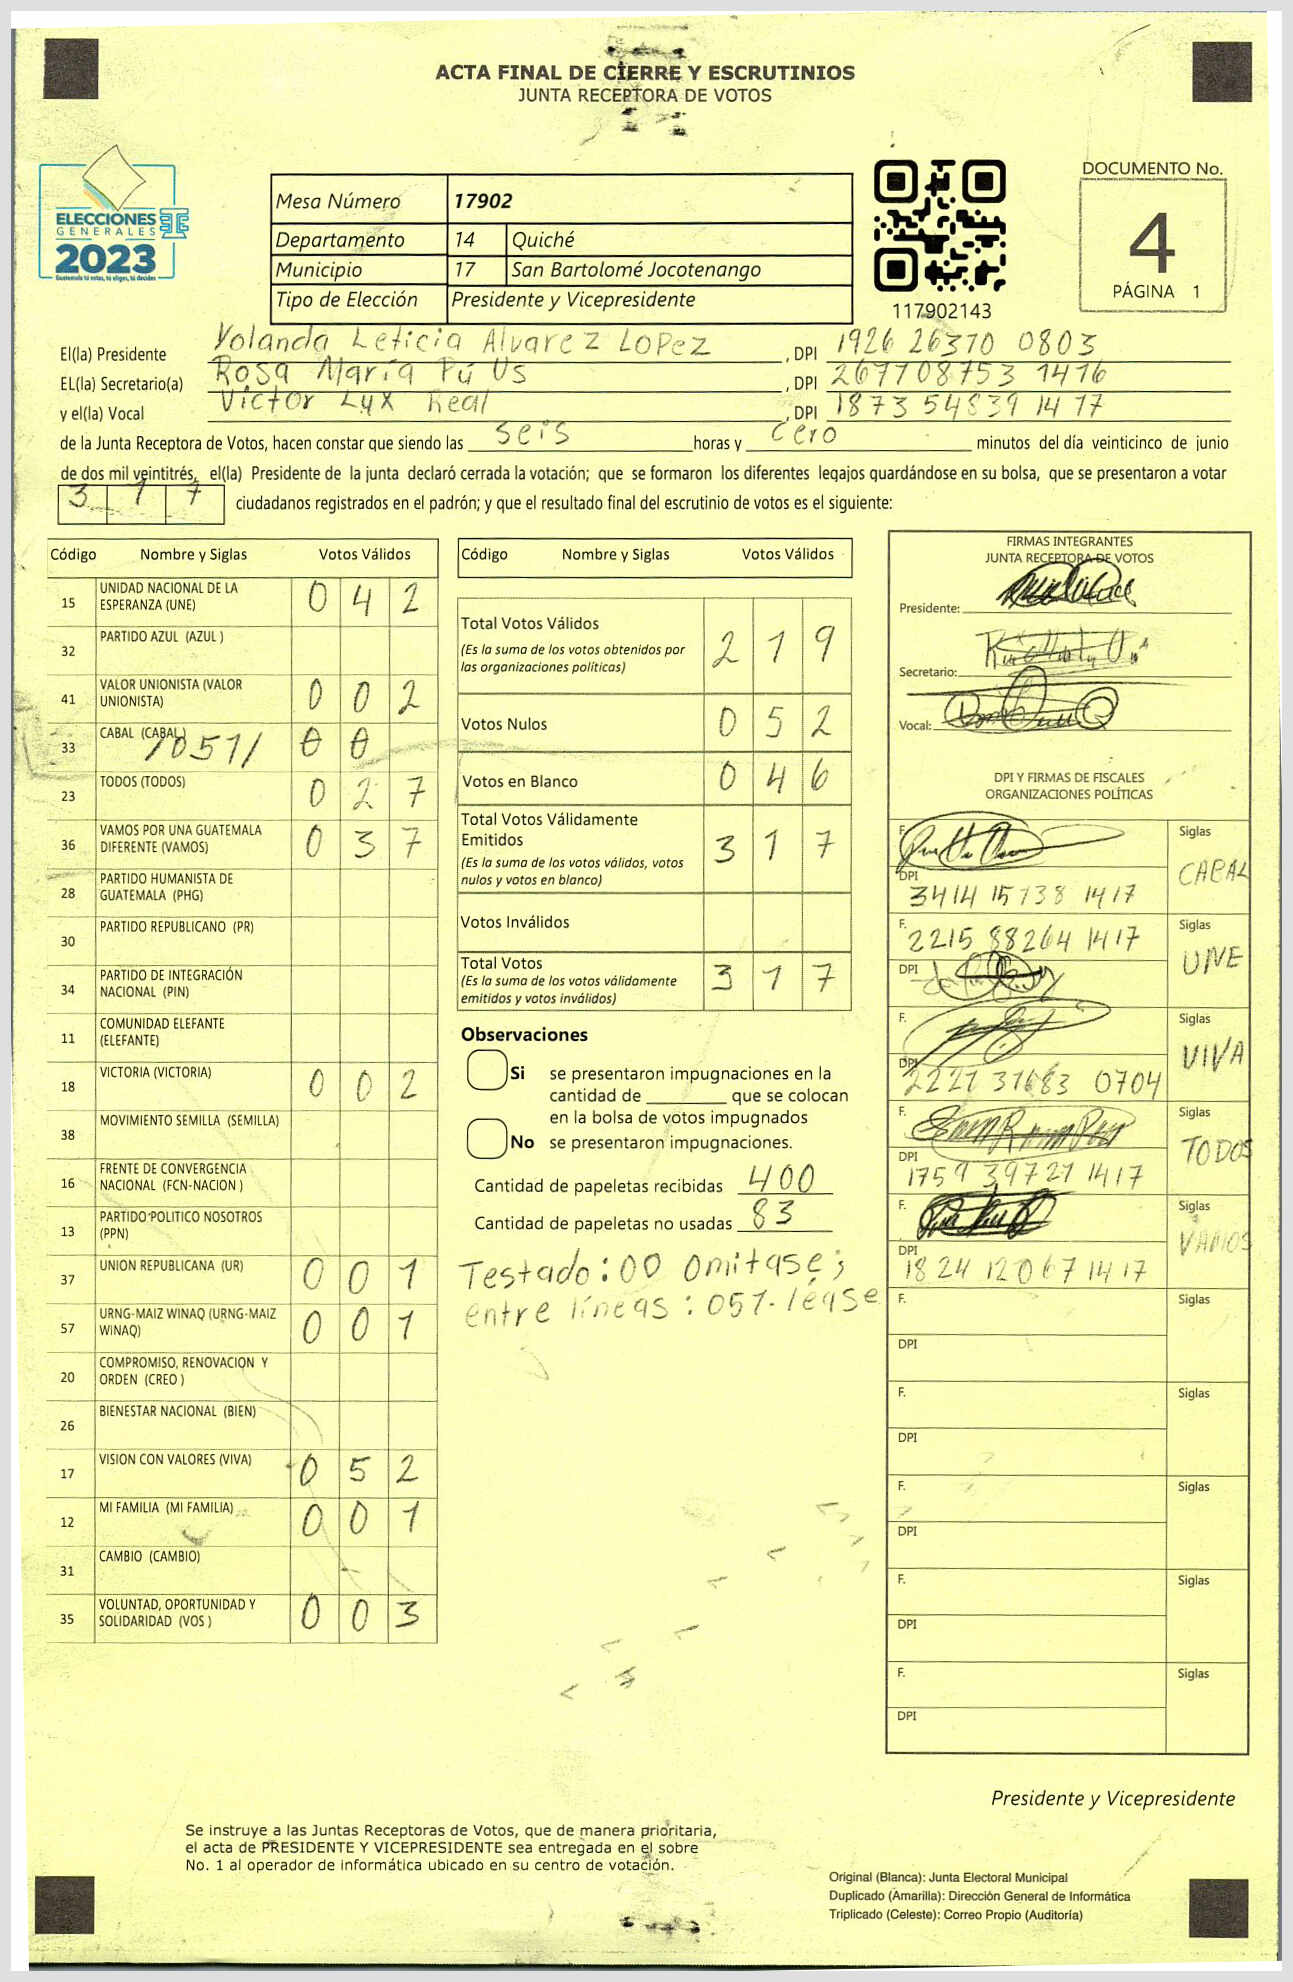 ACTA FINAL DE CIERRE Y ESCRUTINIOS
JUNTA RECEPTORA DE VOTOS
ELECCIONES
GENERALES
2023
Guatemala tú votas, tú eliges, tú decides
Mesa Número 17902
Departamento 14 Quiché
Municipio 17 San Bartolomé Jocotenango
Tipo de Elección Presidente y Vicepresidente
117902143
DOCUMENTO No.
4
PÁGINA 1
El(la) Presidente Yolanda Leticia Alvarez LOPez , DPI 1926 26370 0803
EL(la) Secretario(a) Rosa María Pú Us , DPI 267708753 1416
y el(la) Vocal Victor Lux Real , DPI 1873 54839 1417
de la Junta Receptora de Votos, hacen constar que siendo las seis horas y cero minutos del día veinticinco de junio
de dos mil veintitrés, el(la) Presidente de la junta declaró cerrada la votación; que se formaron los diferentes legajos quardándose en su bolsa, que se presentaron a votar
3 1 7 ciudadanos registrados en el padrón; y que el resultado final del escrutinio de votos es el siguiente:
Código Nombre y Siglas Votos Válidos
15 UNIDAD NACIONAL DE LA ESPERANZA (UNE) 0 4 2
32 PARTIDO AZUL (AZUL )
41 VALOR UNIONISTA (VALOR UNIONISTA) 0 0 2
33 CABAL (CABAL) /051/ 0 0
23 TODOS (TODOS) 0 2 7
36 VAMOS POR UNA GUATEMALA DIFERENTE (VAMOS) 0 3 7
28 PARTIDO HUMANISTA DE GUATEMALA (PHG)
30 PARTIDO REPUBLICANO (PR)
34 PARTIDO DE INTEGRACIÓN NACIONAL (PIN)
11 COMUNIDAD ELEFANTE (ELEFANTE)
18 VICTORIA (VICTORIA) 0 0 2
38 MOVIMIENTO SEMILLA (SEMILLA)
16 FRENTE DE CONVERGENCIA NACIONAL (FCN-NACION )
13 PARTIDO POLITICO NOSOTROS (PPN)
37 UNION REPUBLICANA (UR) 0 0 1
57 URNG-MAIZ WINAQ (URNG-MAIZ WINAQ) 0 0 1
20 COMPROMISO, RENOVACION Y ORDEN (CREO )
26 BIENESTAR NACIONAL (BIEN)
17 VISION CON VALORES (VIVA) 0 5 2
12 MI FAMILIA (MI FAMILIA) 0 0 1
31 CAMBIO (CAMBIO)
35 VOLUNTAD, OPORTUNIDAD Y SOLIDARIDAD (VOS ) 0 0 3
Código Nombre y Siglas Votos Válidos
Total Votos Válidos 2 1 9
(Es la suma de los votos obtenidos por
las organizaciones políticas)
Votos Nulos 0 5 2
Votos en Blanco 0 4 6
Total Votos Válidamente
Emitidos 3 1 7
(Es la suma de los votos válidos, votos
nulos y votos en blanco)
Votos Inválidos
Total Votos 3 1 7
(Es la suma de los votos válidamente
emitidos y votos inválidos)
Observaciones
Si se presentaron impugnaciones en la
cantidad de ________ que se colocan
en la bolsa de votos impugnados
No se presentaron impugnaciones.
Cantidad de papeletas recibidas 400
Cantidad de papeletas no usadas 83
Testado: 00 omitase;
entre líneas: 051-léase
FIRMAS INTEGRANTES
JUNTA RECEPTORA DE VOTOS
Presidente:
Secretario:
Vocal:
DPI Y FIRMAS DE FISCALES
ORGANIZACIONES POLÍTICAS
F. Siglas
CABAL
DPI
3414 15738 1417
F. Siglas
2215 88264 1417
UNE
DPI
F. Siglas
VIVA
DPI
2227 31683 0704
F. Siglas
TODOS
DPI
1759 39727 1417
F. Siglas
VAMOS
DPI
1824 12067 1417
F. Siglas
DPI
F. Siglas
DPI
F. Siglas
DPI
F. Siglas
DPI
F. Siglas
DPI
Presidente y Vicepresidente
Se instruye a las Juntas Receptoras de Votos, que de manera prioritaria,
el acta de PRESIDENTE Y VICEPRESIDENTE sea entregada en el sobre
No. 1 al operador de informática ubicado en su centro de votación.
Original (Blanca): Junta Electoral Municipal
Duplicado (Amarilla): Dirección General de Informática
Triplicado (Celeste): Correo Propio (Auditoría)